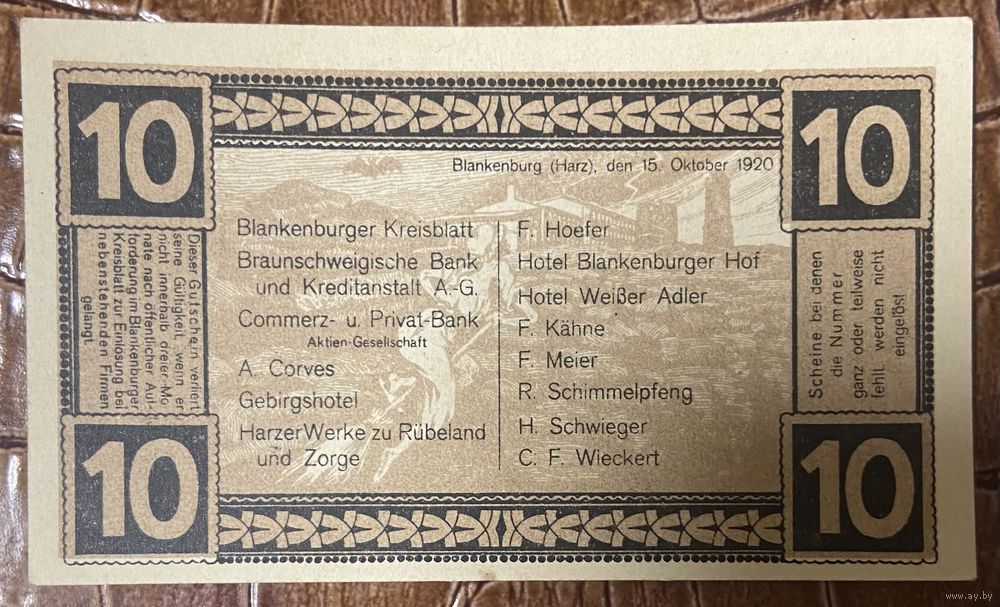 10
10
Blankenburg (Harz), den 15. Oktober 1920
Dieser Gutschein verliert
seine Gültigkeit, wenn er
nicht innerhalb dreier Mo-
nate nach öffentlicher Auf-
forderung im Blankenburger
Kreisblatt zur Einlösung bei
nebenstehenden Firmen
gelangt
Blankenburger Kreisblatt
Braunschweigische Bank
und Kreditanstalt A.-G.
Commerz- u. Privat-Bank
Aktien-Gesellschaft
A. Corves
Gebirgshotel
Harzer Werke zu Rübeland
und Zorge
F. Hoefer
Hotel Blankenburger Hof
Hotel Weißer Adler
F. Kähne
F. Meier
R. Schimmelpfeng
H. Schwieger
C. F. Wieckert
Scheine bei denen
die Nummer
ganz oder teilweise
fehlt, werden nicht
eingelöst
10
10
www.ay.by